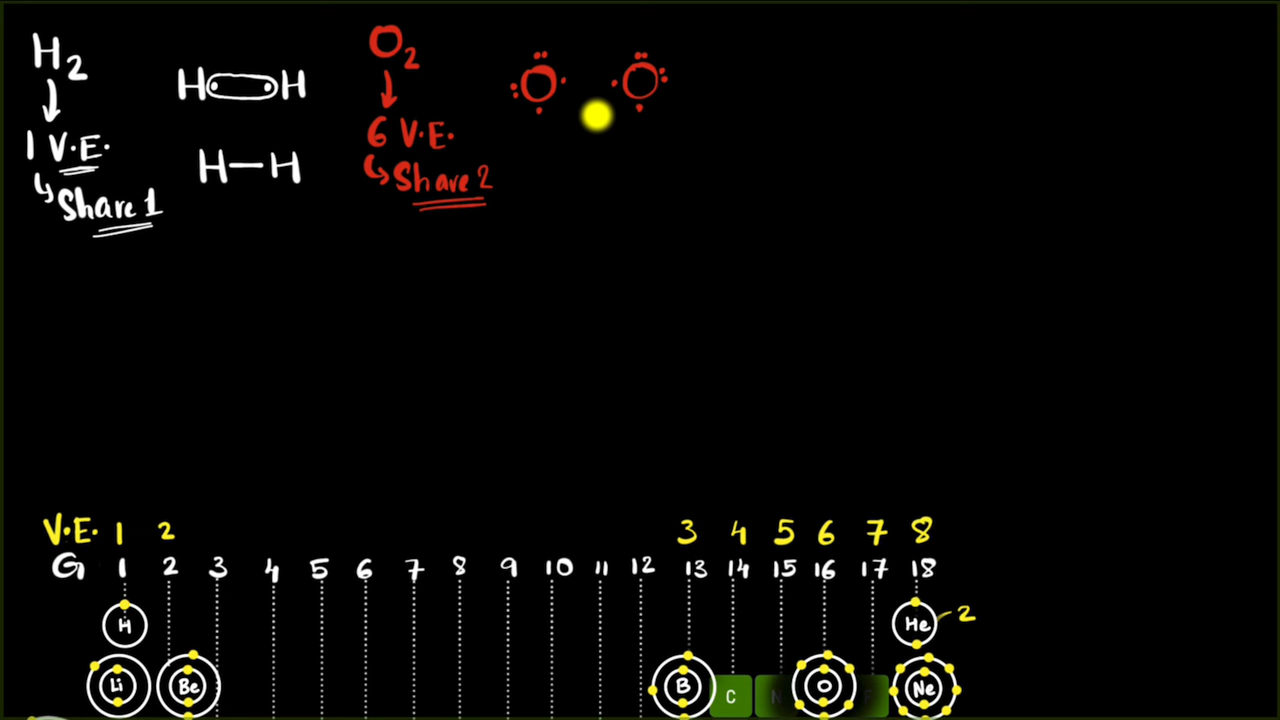 H2
1 V.E.
Share 1
H H
H–H
O2
6 V.E.
Share 2
O O
V.E. 1 2 3 4 5 6 7 8
G 1 2 3 4 5 6 7 8 9 10 11 12 13 14 15 16 17 18
H He 2
Li Be B C N O F Ne